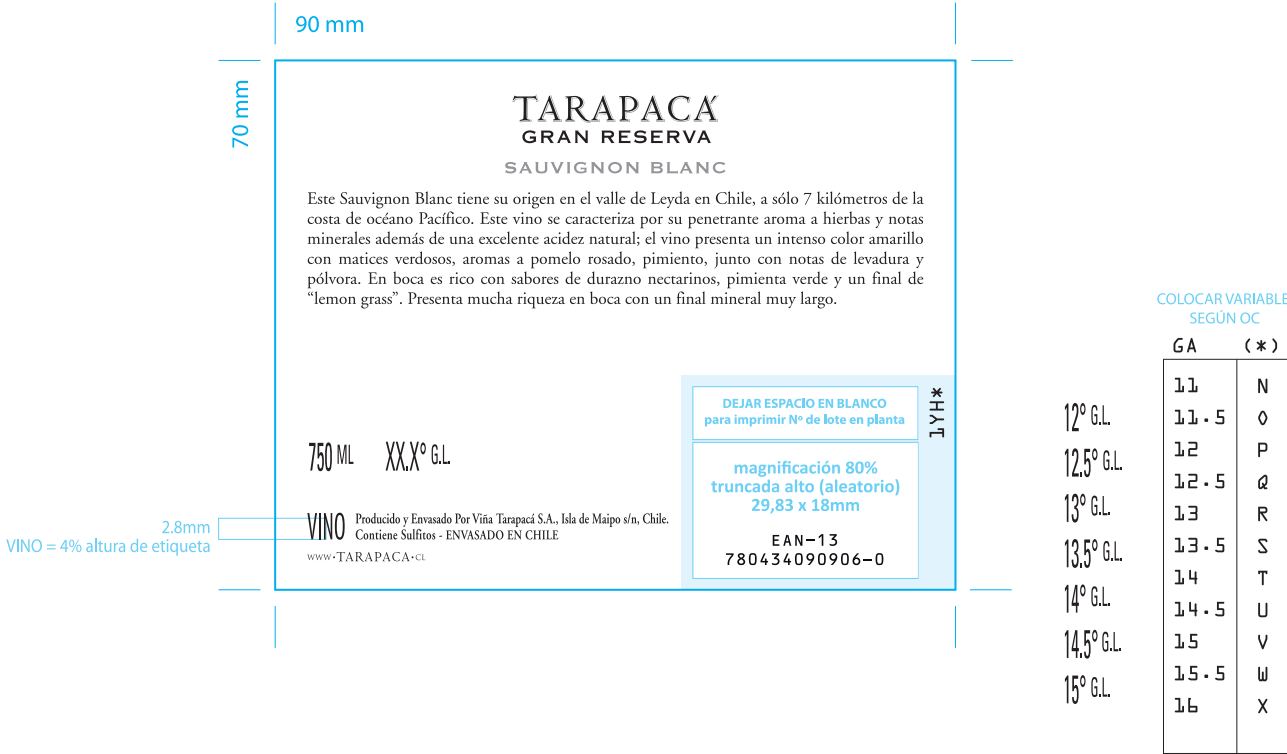 90 mm
70 mm
TARAPACÁ
GRAN RESERVA
SAUVIGNON BLANC
Este Sauvignon Blanc tiene su origen en el valle de Leyda en Chile, a sólo 7 kilómetros de la
costa de océano Pacífico. Este vino se caracteriza por su penetrante aroma a hierbas y notas
minerales además de una excelente acidez natural; el vino presenta un intenso color amarillo
con matices verdosos, aromas a pomelo rosado, pimiento, junto con notas de levadura y
pólvora. En boca es rico con sabores de durazno nectarinos, pimienta verde y un final de
“lemon grass”. Presenta mucha riqueza en boca con un final mineral muy largo.
750 ML XX.X° G.L.
2.8mm
VINO = 4% altura de etiqueta
VINO
Producido y Envasado Por Viña Tarapacá S.A., Isla de Maipo s/n, Chile.
Contiene Sulfitos - ENVASADO EN CHILE
WWW·TARAPACA·CL
DEJAR ESPACIO EN BLANCO
para imprimir Nº de lote en planta
1YH*
magnificación 80%
truncada alto (aleatorio)
29,83 x 18mm
EAN-13
780434090906-0
12° G.L.
12.5° G.L.
13° G.L.
13.5° G.L.
14° G.L.
14.5° G.L.
15° G.L.
COLOCAR VARIABLE
SEGÚN OC
GA (*)
11 N
11.5 O
12 P
12.5 Q
13 R
13.5 S
14 T
14.5 U
15 V
15.5 W
16 X